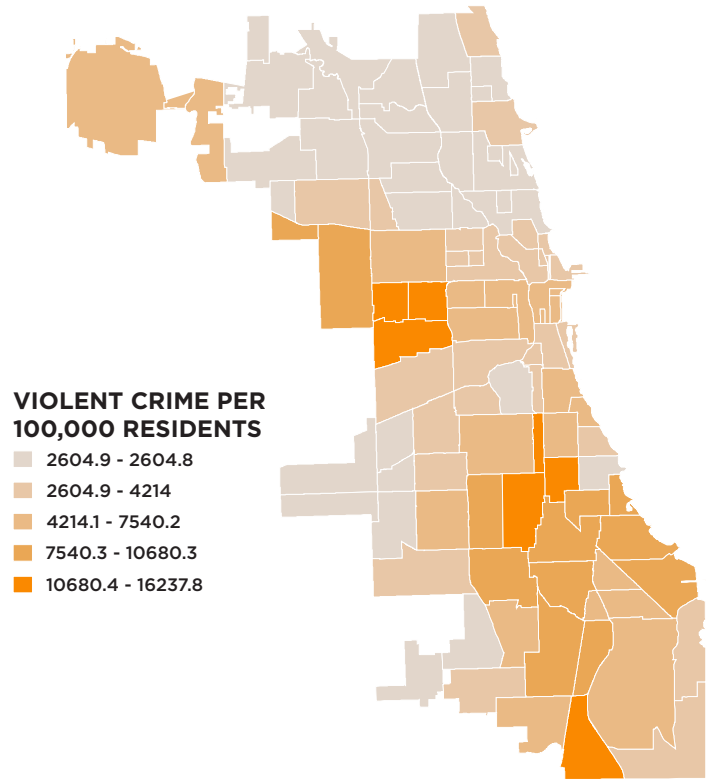 VIOLENT CRIME PER
100,000 RESIDENTS
2604.9 - 2604.8
2604.9 - 4214
4214.1 - 7540.2
7540.3 - 10680.3
10680.4 - 16237.8